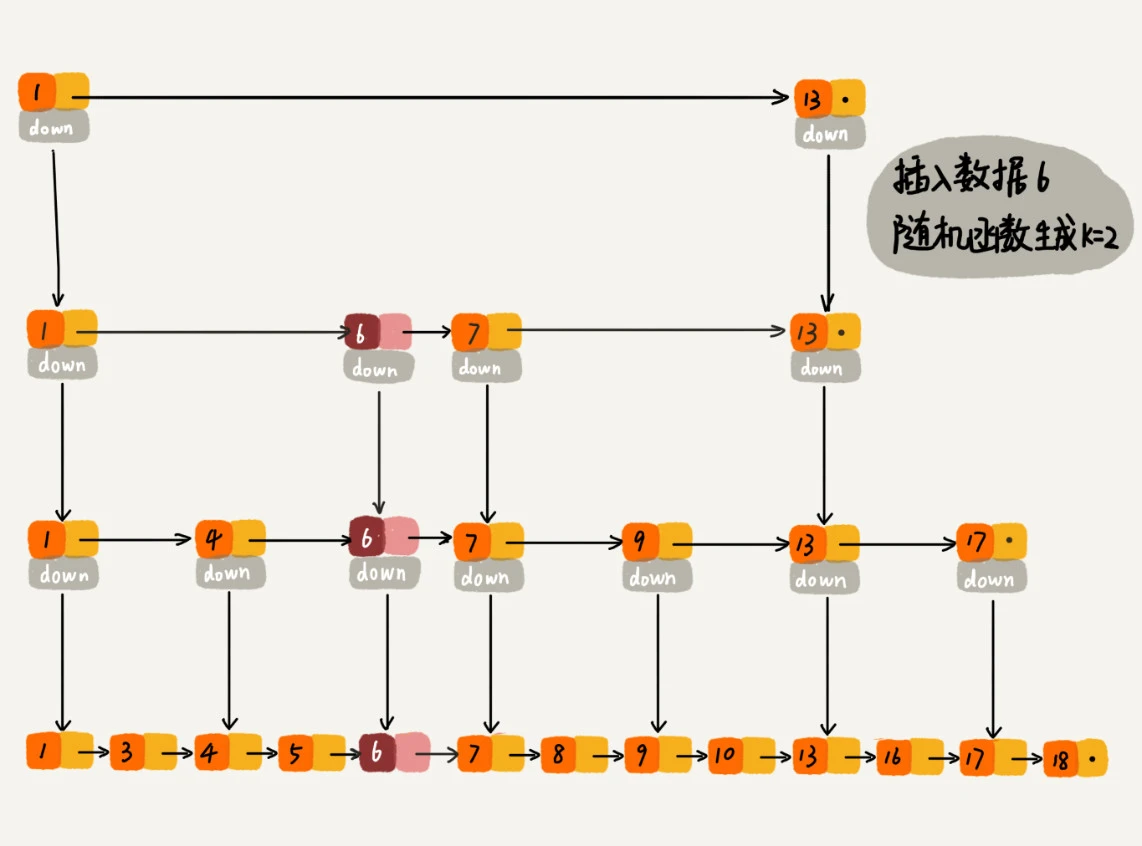 1 13
down down
插入数据6
随机函数生成k=2
1 6 7 13
down down down down
1 4 6 7 9 13 17
down down down down down down down
1 3 4 5 6 7 8 9 10 13 16 17 18